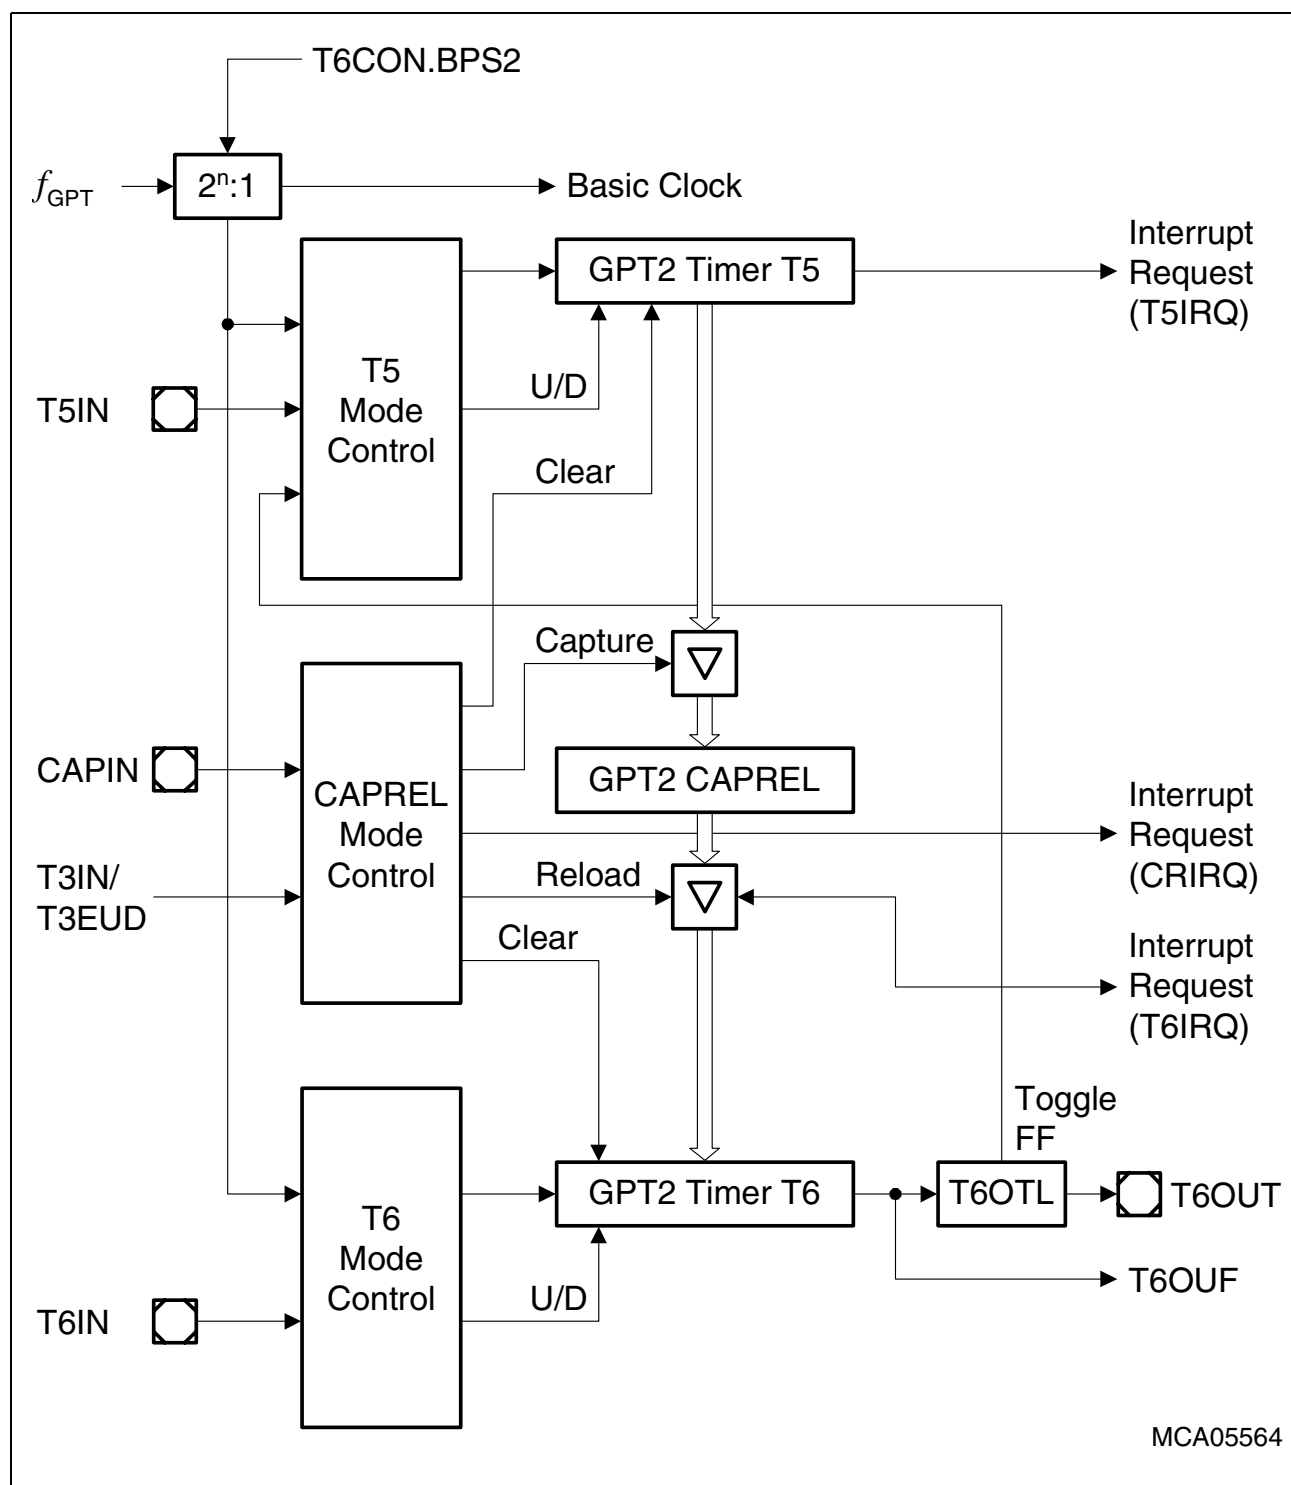 T6CON.BPS2
fGPT
2ⁿ:1
Basic Clock
GPT2 Timer T5
Interrupt
Request
(T5IRQ)
T5
Mode
Control
T5IN
U/D
Clear
Capture
CAPIN
CAPREL
Mode
Control
GPT2 CAPREL
Interrupt
Request
(CRIRQ)
T3IN/
T3EUD
Reload
Clear
Interrupt
Request
(T6IRQ)
Toggle
FF
T6
Mode
Control
GPT2 Timer T6
T6OTL
T6OUT
T6OUF
T6IN
U/D
MCA05564